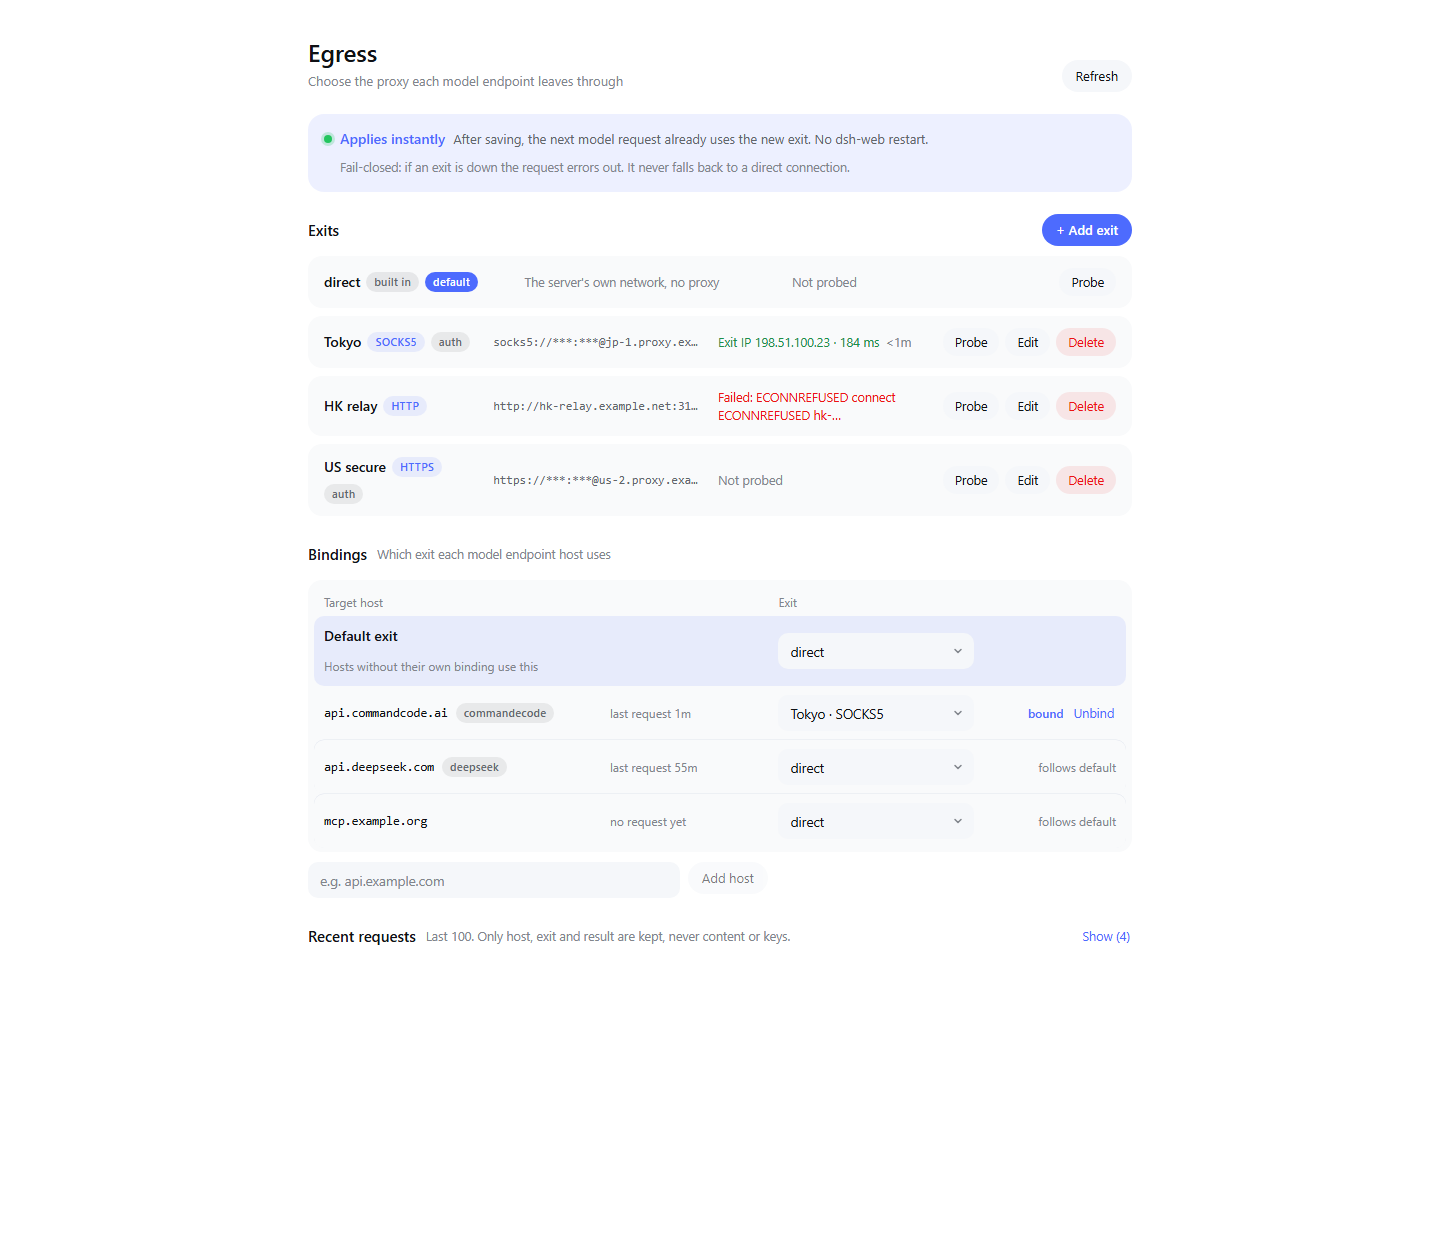 Egress
Choose the proxy each model endpoint leaves through
Refresh
Applies instantly After saving, the next model request already uses the new exit. No dsh-web restart.
Fail-closed: if an exit is down the request errors out. It never falls back to a direct connection.
Exits
+ Add exit
direct built in default The server's own network, no proxy Not probed Probe
Tokyo SOCKS5 auth socks5://***:***@jp-1.proxy.ex… Exit IP 198.51.100.23 · 184 ms <1m Probe Edit Delete
HK relay HTTP http://hk-relay.example.net:31… Failed: ECONNREFUSED connect
ECONNREFUSED hk-… Probe Edit Delete
US secure HTTPS
auth
https://***:***@us-2.proxy.exa… Not probed Probe Edit Delete
Bindings Which exit each model endpoint host uses
Target host Exit
Default exit
Hosts without their own binding use this
direct
api.commandcode.ai commandecode last request 1m Tokyo · SOCKS5 bound Unbind
api.deepseek.com deepseek last request 55m direct follows default
mcp.example.org no request yet direct follows default
e.g. api.example.com Add host
Recent requests Last 100. Only host, exit and result are kept, never content or keys. Show (4)